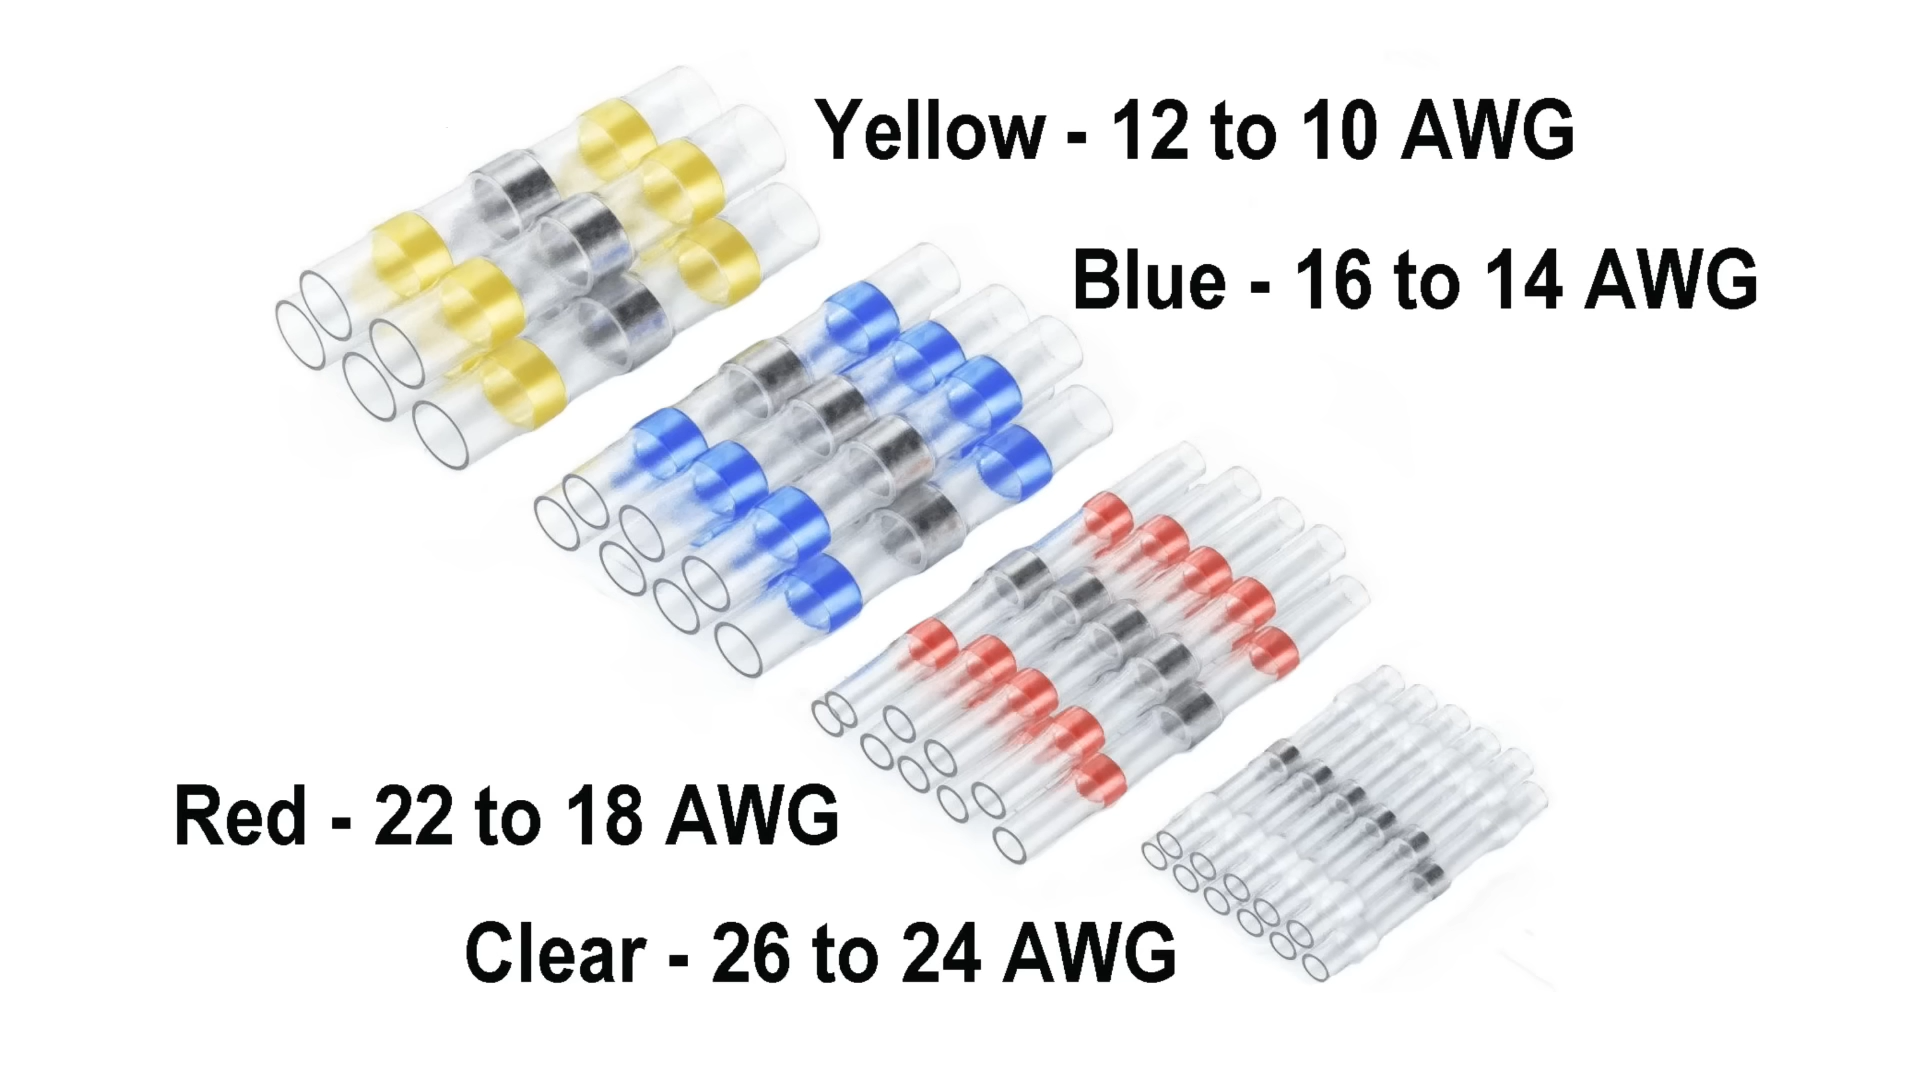 Yellow - 12 to 10 AWG
Blue - 16 to 14 AWG
Red - 22 to 18 AWG
Clear - 26 to 24 AWG